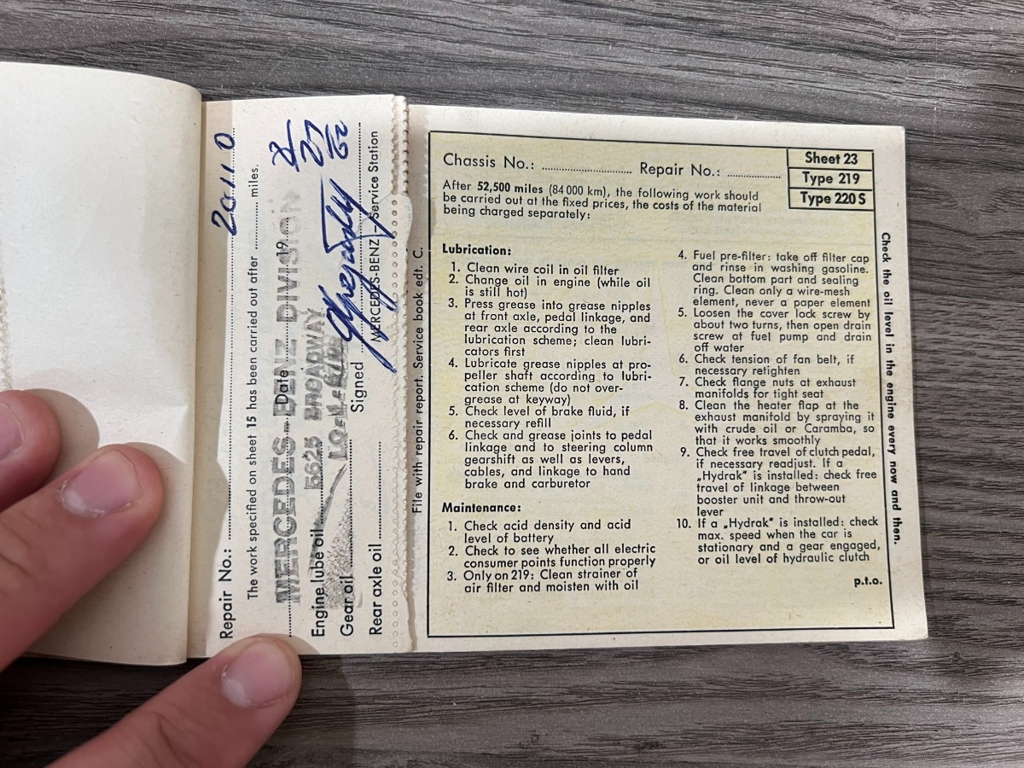 Repair No.: 20110
The work specified on sheet 15 has been carried out after miles.
MERCEDES-BENZ DIVISION
Date 19
5625 BROADWAY
Engine lube oil
Signed
Gear oil
MERCEDES-BENZ - Service Station
Rear axle oil
File with repair report. Service book edt. C.
Chassis No.: Repair No.:
Sheet 23
Type 219
Type 220 S
After 52,500 miles (84 000 km), the following work should
be carried out at the fixed prices, the costs of the material
being charged separately:
Lubrication:
1. Clean wire coil in oil filter
2. Change oil in engine (while oil
is still hot)
3. Press grease into grease nipples
at front axle, pedal linkage, and
rear axle according to the
lubrication scheme; clean lubri-
cators first
4. Lubricate grease nipples at pro-
peller shaft according to lubri-
cation scheme (do not over-
grease at keyway)
5. Check level of brake fluid, if
necessary refill
6. Check and grease joints to pedal
linkage and to steering column
gearshift as well as levers,
cables, and linkage to hand
brake and carburetor
Maintenance:
1. Check acid density and acid
level of battery
2. Check to see whether all electric
consumer points function properly
3. Only on 219: Clean strainer of
air filter and moisten with oil
4. Fuel pre-filter: take off filter cap
and rinse in washing gasoline.
Clean bottom part and sealing
ring. Clean only a wire-mesh
element, never a paper element
5. Loosen the cover lock screw by
about two turns, then open drain
screw at fuel pump and drain
off water
6. Check tension of fan belt, if
necessary retighten
7. Check flange nuts at exhaust
manifolds for tight seat
8. Clean the heater flap at the
exhaust manifold by spraying it
with crude oil or Caramba, so
that it works smoothly
9. Check free travel of clutch pedal,
if necessary readjust. If a
„Hydrak" is installed: check free
travel of linkage between
booster unit and throw-out
lever
10. If a „Hydrak" is installed: check
max. speed when the car is
stationary and a gear engaged,
or oil level of hydraulic clutch
p.t.o.
Check the oil level in the engine every now and then.